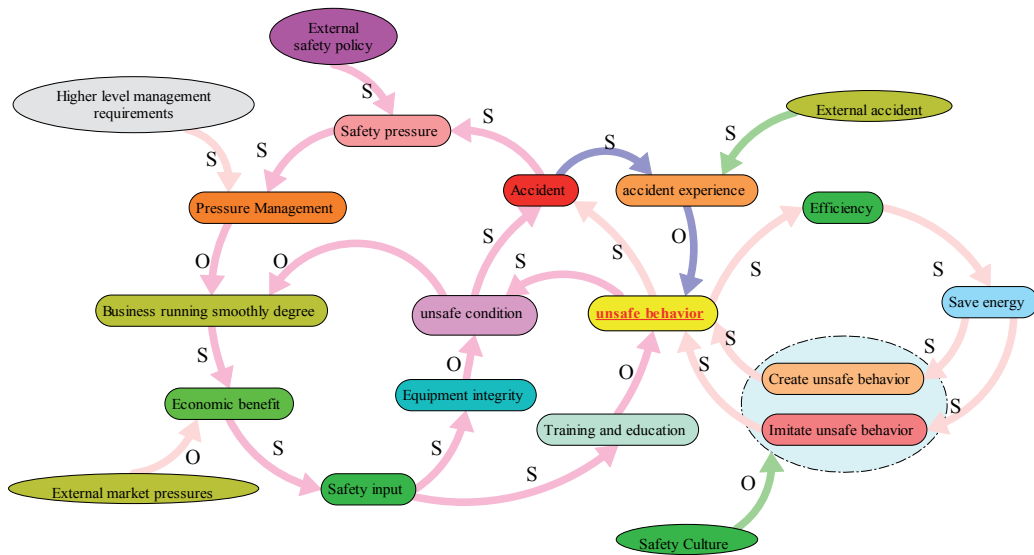 External
safety policy
S
Higher level management
requirements
Safety pressure
S
S
S
External accident
S
S
S
Accident
accident experience
Pressure Management
Efficiency
O
S
O
S
S
O
O
S
S
Business running smoothly degree
unsafe condition
unsafe behavior
Save energy
S
O
S
S
S
Create unsafe behavior
Economic benefit
Equipment integrity
O
S
Imitate unsafe behavior
Training and education
O
S
S
S
External market pressures
Safety input
O
Safety Culture